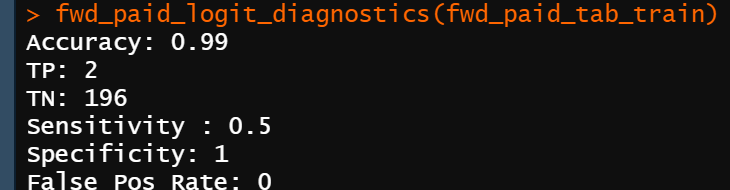 > fwd_paid_logit_diagnostics(fwd_paid_tab_train)
Accuracy: 0.99
TP: 2
TN: 196
Sensitivity : 0.5
Specificity: 1
False Pos Rate: 0